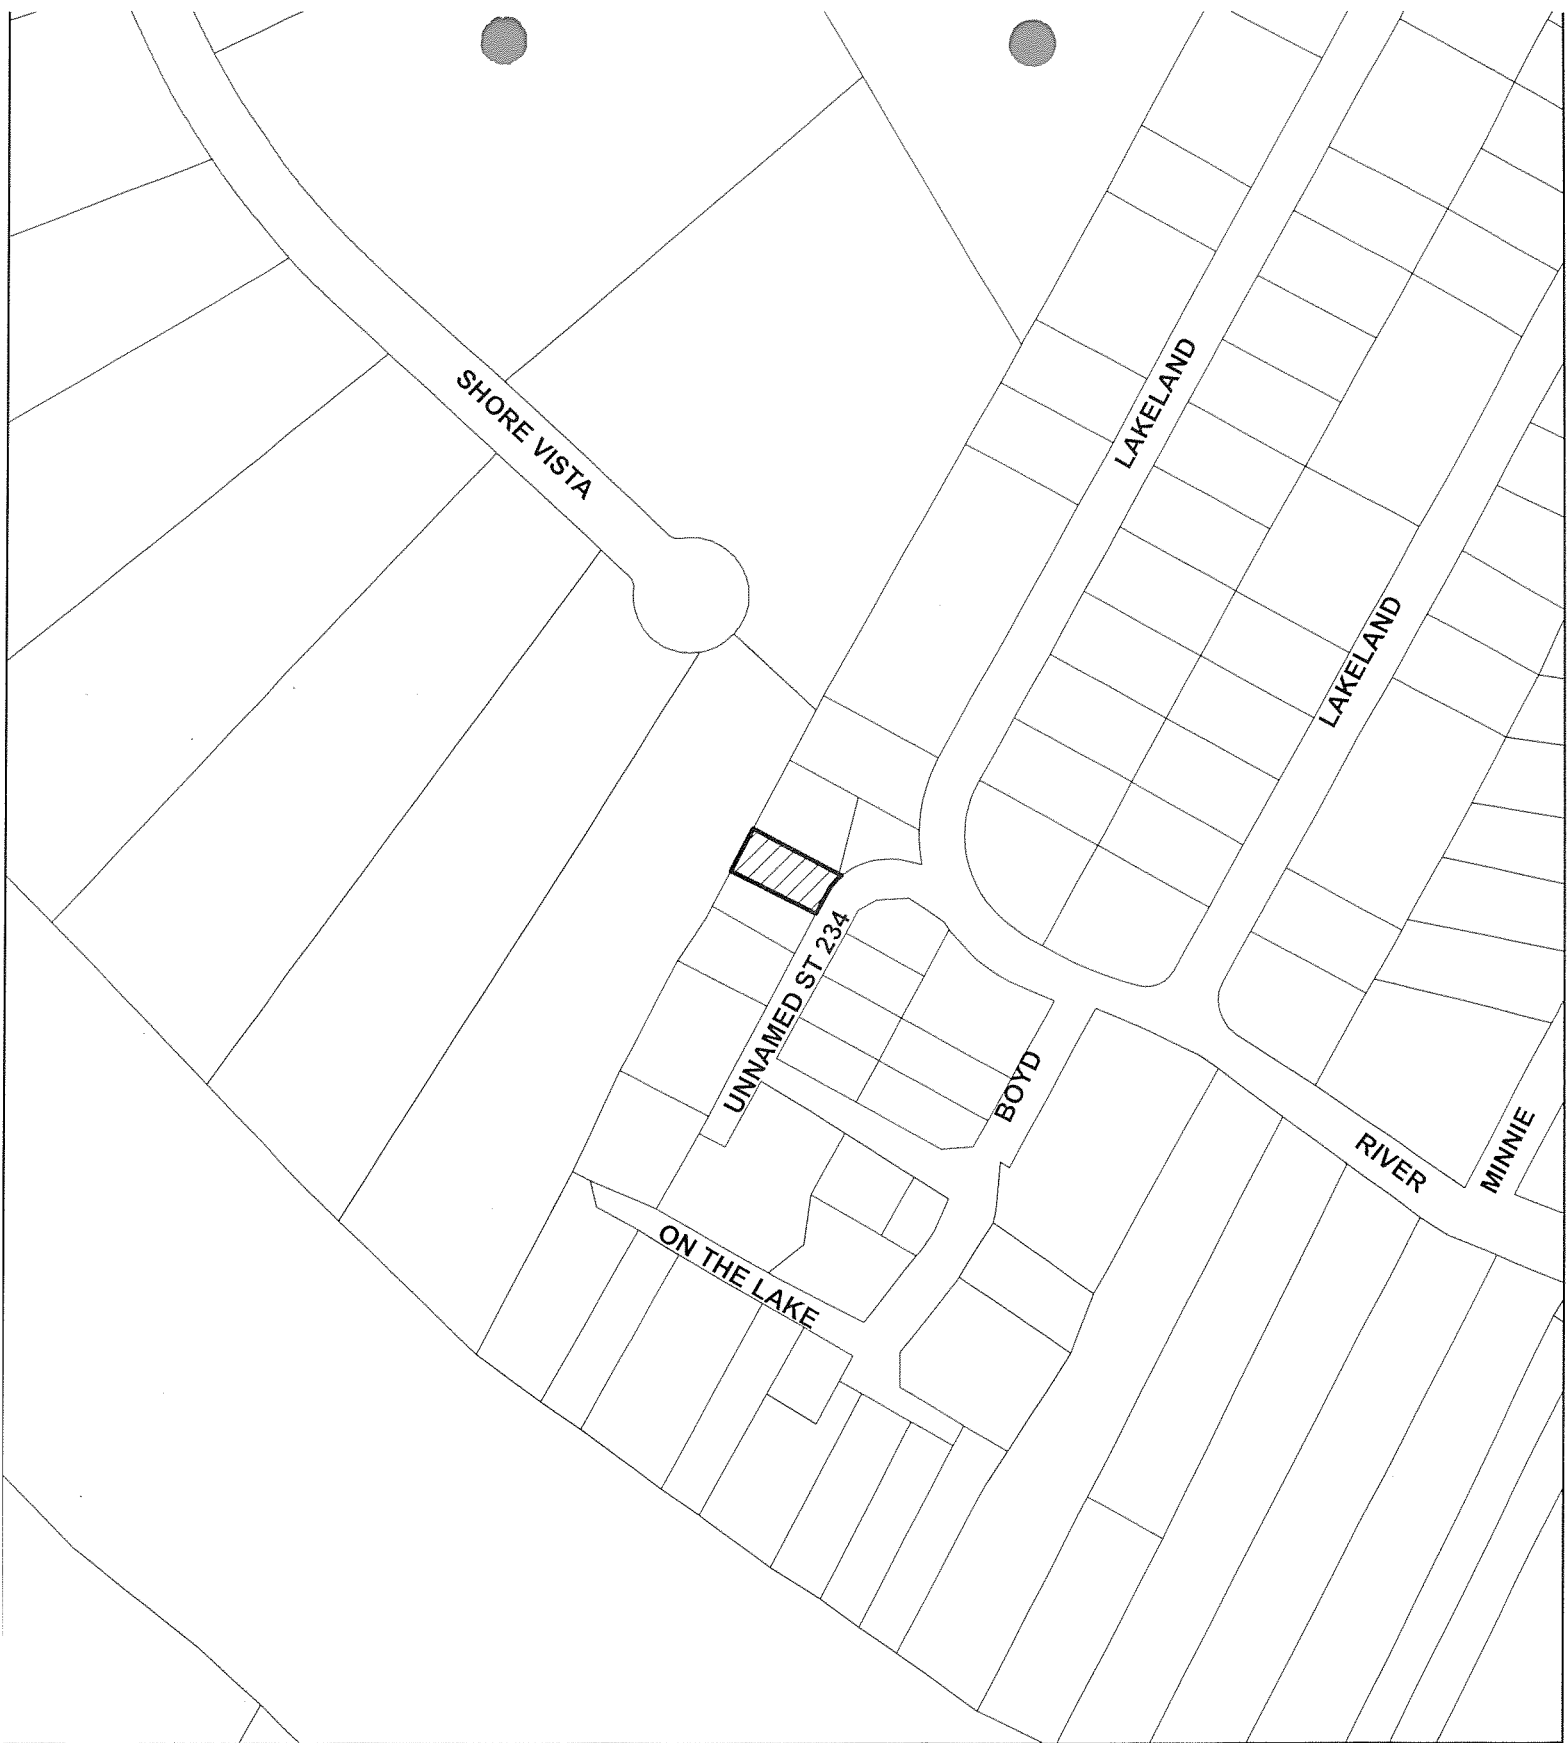 LAKELAND
SHORE VISTA
LAKELAND
UNNAMED ST 234
BOYD
RIVER
MINNIE
ON THE LAKE